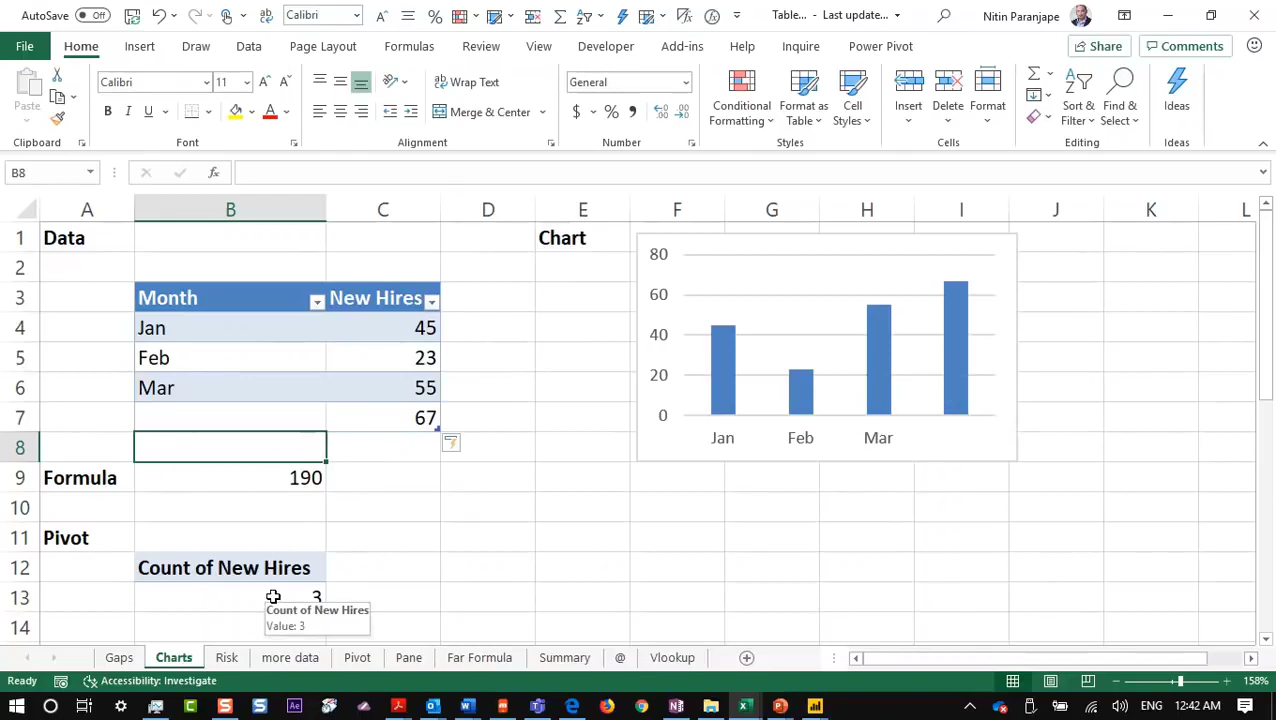 AutoSave Off Calibri Table... - Last update... Nitin Paranjape
File Home Insert Draw Data Page Layout Formulas Review View Developer Add-ins Help Inquire Power Pivot Share Comments
Paste Calibri 11 Wrap Text General Conditional Formatting Format as Table Cell Styles Insert Delete Format Sort & Filter Find & Select Ideas
B I U Merge & Center $ %
Clipboard Font Alignment Number Styles Cells Editing Ideas
B8 fx
A B C D E F G H I J K L
1 Data Chart
2
3 Month New Hires
4 Jan 45
5 Feb 23
6 Mar 55
7 67
8
9 Formula 190
10
11 Pivot
12 Count of New Hires
13 3
14
80
60
40
20
0
Jan Feb Mar
Count of New Hires
Value: 3
Gaps Charts Risk more data Pivot Pane Far Formula Summary @ Vlookup
Ready Accessibility: Investigate 158%
ENG 12:42 AM